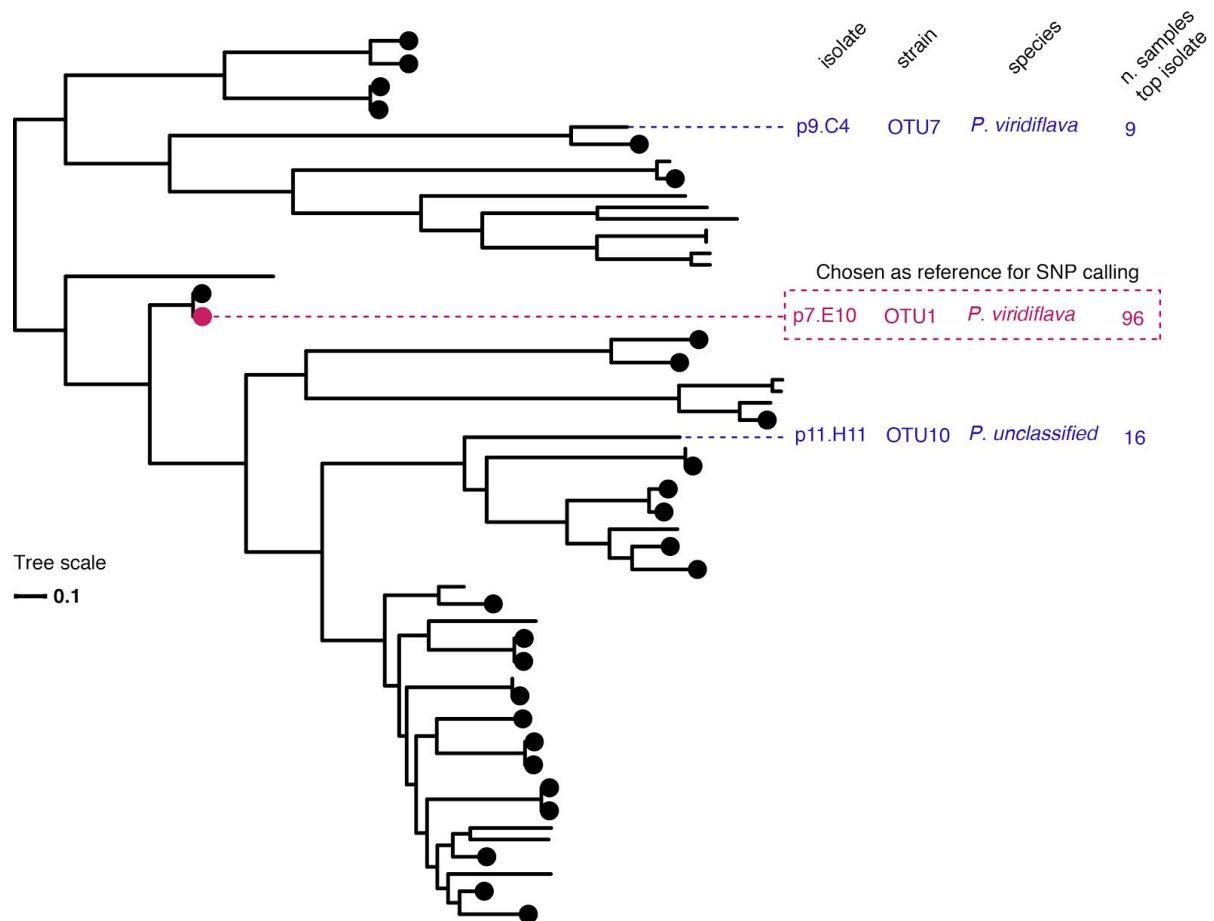 isolate strain species n. samples
top isolate
p9.C4 OTU7 P. viridiflava 9
Chosen as reference for SNP calling
p7.E10 OTU1 P. viridiflava 96
p11.H11 OTU10 P. unclassified 16
Tree scale
0.1